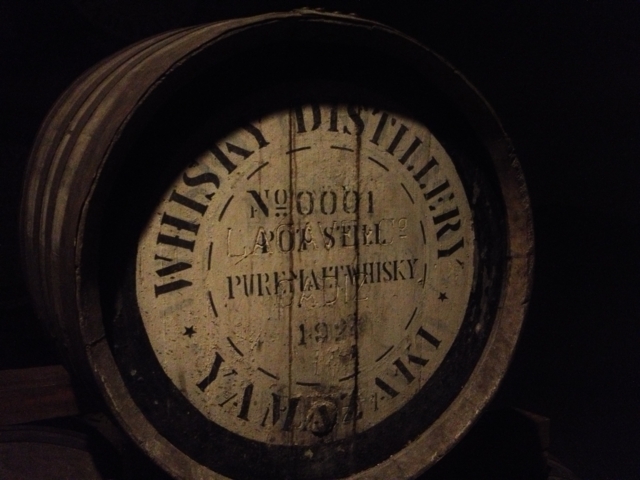 WHISKY DISTILLERY
No 0001
POT STILL
PURE MALT WHISKY
YAMAZAKI